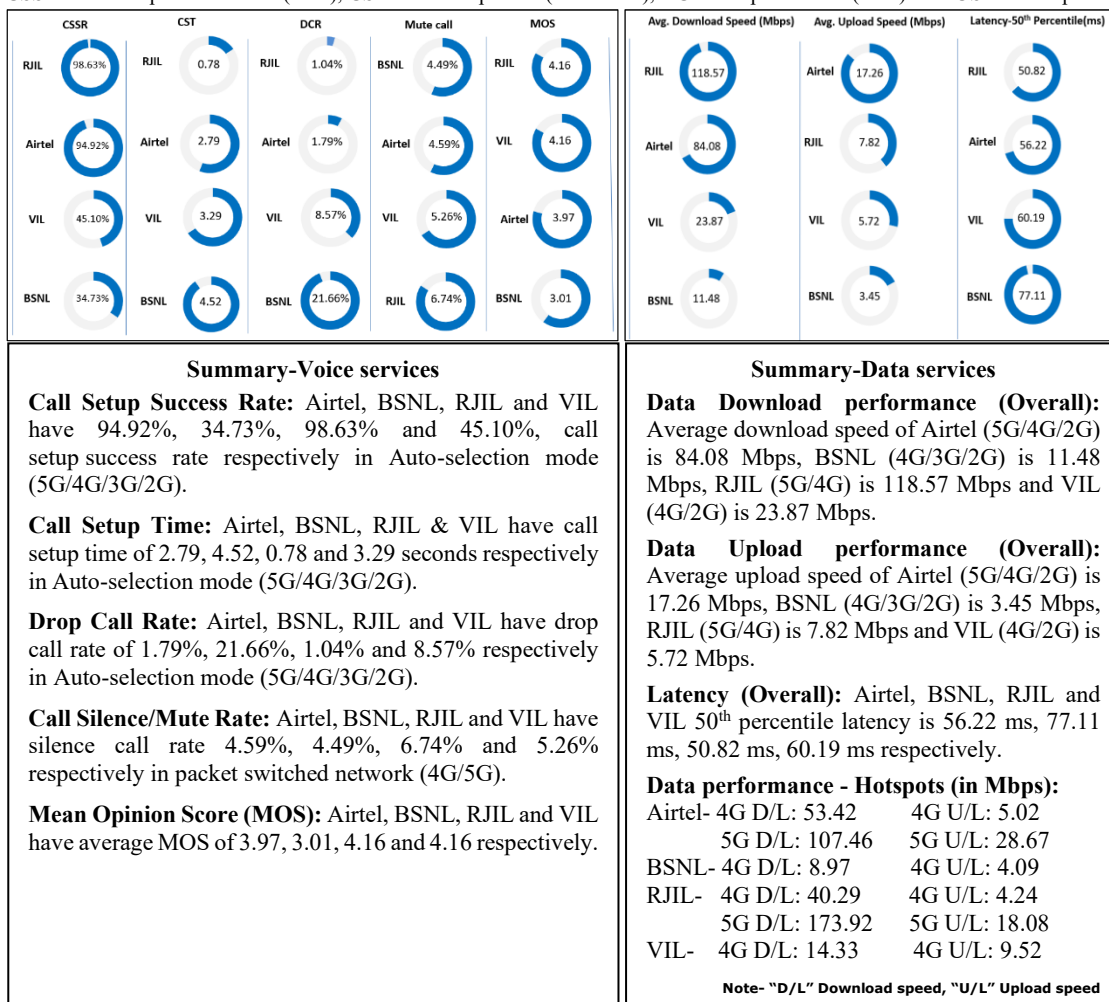 CSSR CST DCR Mute call MOS
RJIL 98.63% RJIL 0.78 RJIL 1.04% BSNL 4.49% RJIL 4.16
Airtel 94.92% Airtel 2.79 Airtel 1.79% Airtel 4.59% VIL 4.16
VIL 45.10% VIL 3.29 VIL 8.57% VIL 5.26% Airtel 3.97
BSNL 34.73% BSNL 4.52 BSNL 21.66% RJIL 6.74% BSNL 3.01
Avg. Download Speed (Mbps) Avg. Upload Speed (Mbps) Latency-50th Percentile(ms)
RJIL 118.57 Airtel 17.26 RJIL 50.82
Airtel 84.08 RJIL 7.82 Airtel 56.22
VIL 23.87 VIL 5.72 VIL 60.19
BSNL 11.48 BSNL 3.45 BSNL 77.11
Summary-Voice services
Call Setup Success Rate: Airtel, BSNL, RJIL and VIL
have 94.92%, 34.73%, 98.63% and 45.10%, call
setup success rate respectively in Auto-selection mode
(5G/4G/3G/2G).
Call Setup Time: Airtel, BSNL, RJIL & VIL have call
setup time of 2.79, 4.52, 0.78 and 3.29 seconds respectively
in Auto-selection mode (5G/4G/3G/2G).
Drop Call Rate: Airtel, BSNL, RJIL and VIL have drop
call rate of 1.79%, 21.66%, 1.04% and 8.57% respectively
in Auto-selection mode (5G/4G/3G/2G).
Call Silence/Mute Rate: Airtel, BSNL, RJIL and VIL have
silence call rate 4.59%, 4.49%, 6.74% and 5.26%
respectively in packet switched network (4G/5G).
Mean Opinion Score (MOS): Airtel, BSNL, RJIL and VIL
have average MOS of 3.97, 3.01, 4.16 and 4.16 respectively.
Summary-Data services
Data Download performance (Overall):
Average download speed of Airtel (5G/4G/2G)
is 84.08 Mbps, BSNL (4G/3G/2G) is 11.48
Mbps, RJIL (5G/4G) is 118.57 Mbps and VIL
(4G/2G) is 23.87 Mbps.
Data Upload performance (Overall):
Average upload speed of Airtel (5G/4G/2G) is
17.26 Mbps, BSNL (4G/3G/2G) is 3.45 Mbps,
RJIL (5G/4G) is 7.82 Mbps and VIL (4G/2G) is
5.72 Mbps.
Latency (Overall): Airtel, BSNL, RJIL and
VIL 50th percentile latency is 56.22 ms, 77.11
ms, 50.82 ms, 60.19 ms respectively.
Data performance - Hotspots (in Mbps):
Airtel- 4G D/L: 53.42 4G U/L: 5.02
5G D/L: 107.46 5G U/L: 28.67
BSNL- 4G D/L: 8.97 4G U/L: 4.09
RJIL- 4G D/L: 40.29 4G U/L: 4.24
5G D/L: 173.92 5G U/L: 18.08
VIL- 4G D/L: 14.33 4G U/L: 9.52
Note- “D/L” Download speed, “U/L” Upload speed